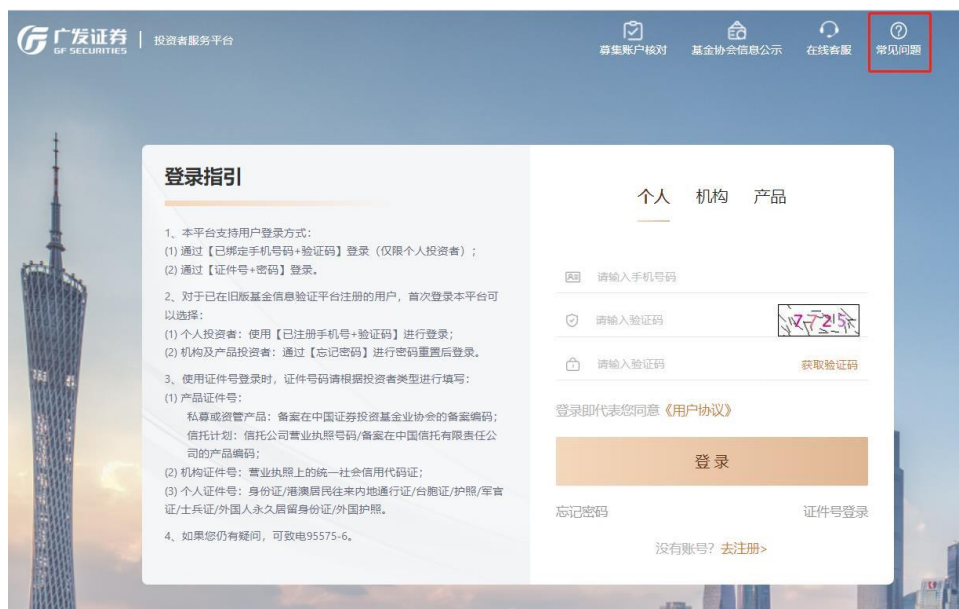 广发证券
GF SECURITIES
投资者服务平台
募集账户核对
基金协会信息公示
在线客服
常见问题
登录指引
1、本平台支持用户登录方式：
(1) 通过【已绑定手机号码+验证码】登录（仅限个人投资者）；
(2) 通过【证件号+密码】登录。
2、对于已在旧版基金信息验证平台注册的用户，首次登录本平台可
以选择：
(1) 个人投资者：使用【已注册手机号+验证码】进行登录；
(2) 机构及产品投资者：通过【忘记密码】进行密码重置后登录。
3、使用证件号登录时，证件号码请根据投资者类型进行填写：
(1) 产品证件号：
私募或资管产品：备案在中国证券投资基金业协会的备案编码；
信托计划：信托公司营业执照号码/备案在中国信托有限责任公
司的产品编码；
(2) 机构证件号：营业执照上的统一社会信用代码证；
(3) 个人证件号：身份证/港澳居民往来内地通行证/台胞证/护照/军官
证/士兵证/外国人永久居留身份证/外国护照。
4、如果您仍有疑问，可致电95575-6。
个人 机构 产品
请输入手机号码
请输入验证码
77215
请输入验证码 获取验证码
登录即代表您同意《用户协议》
登录
忘记密码 证件号登录
没有账号？去注册>